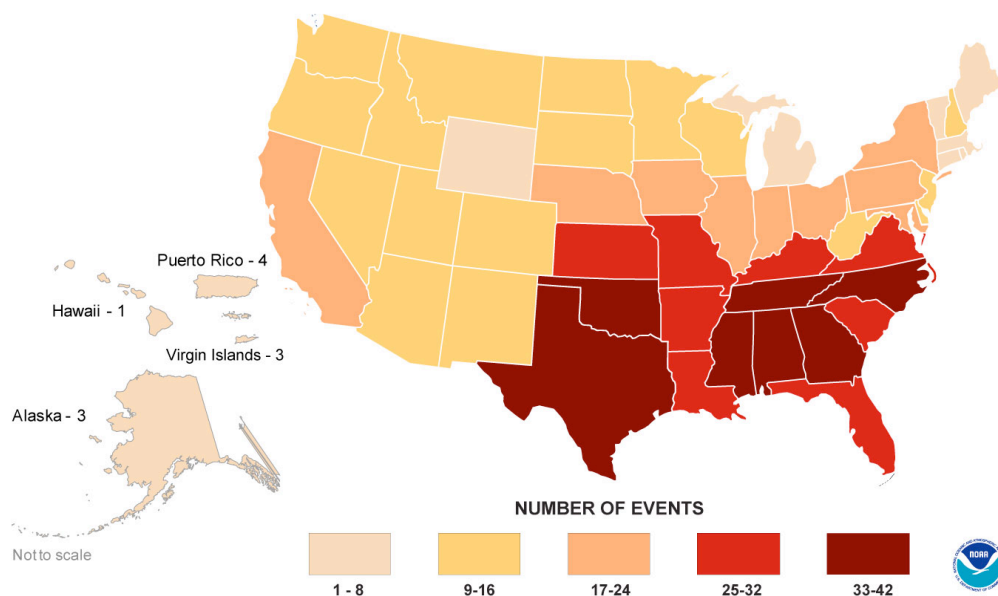 Puerto Rico - 4
Hawaii - 1
Virgin Islands - 3
Alaska - 3
Not to scale
NUMBER OF EVENTS
1 - 8
9-16
17-24
25-32
33-42
NOAA